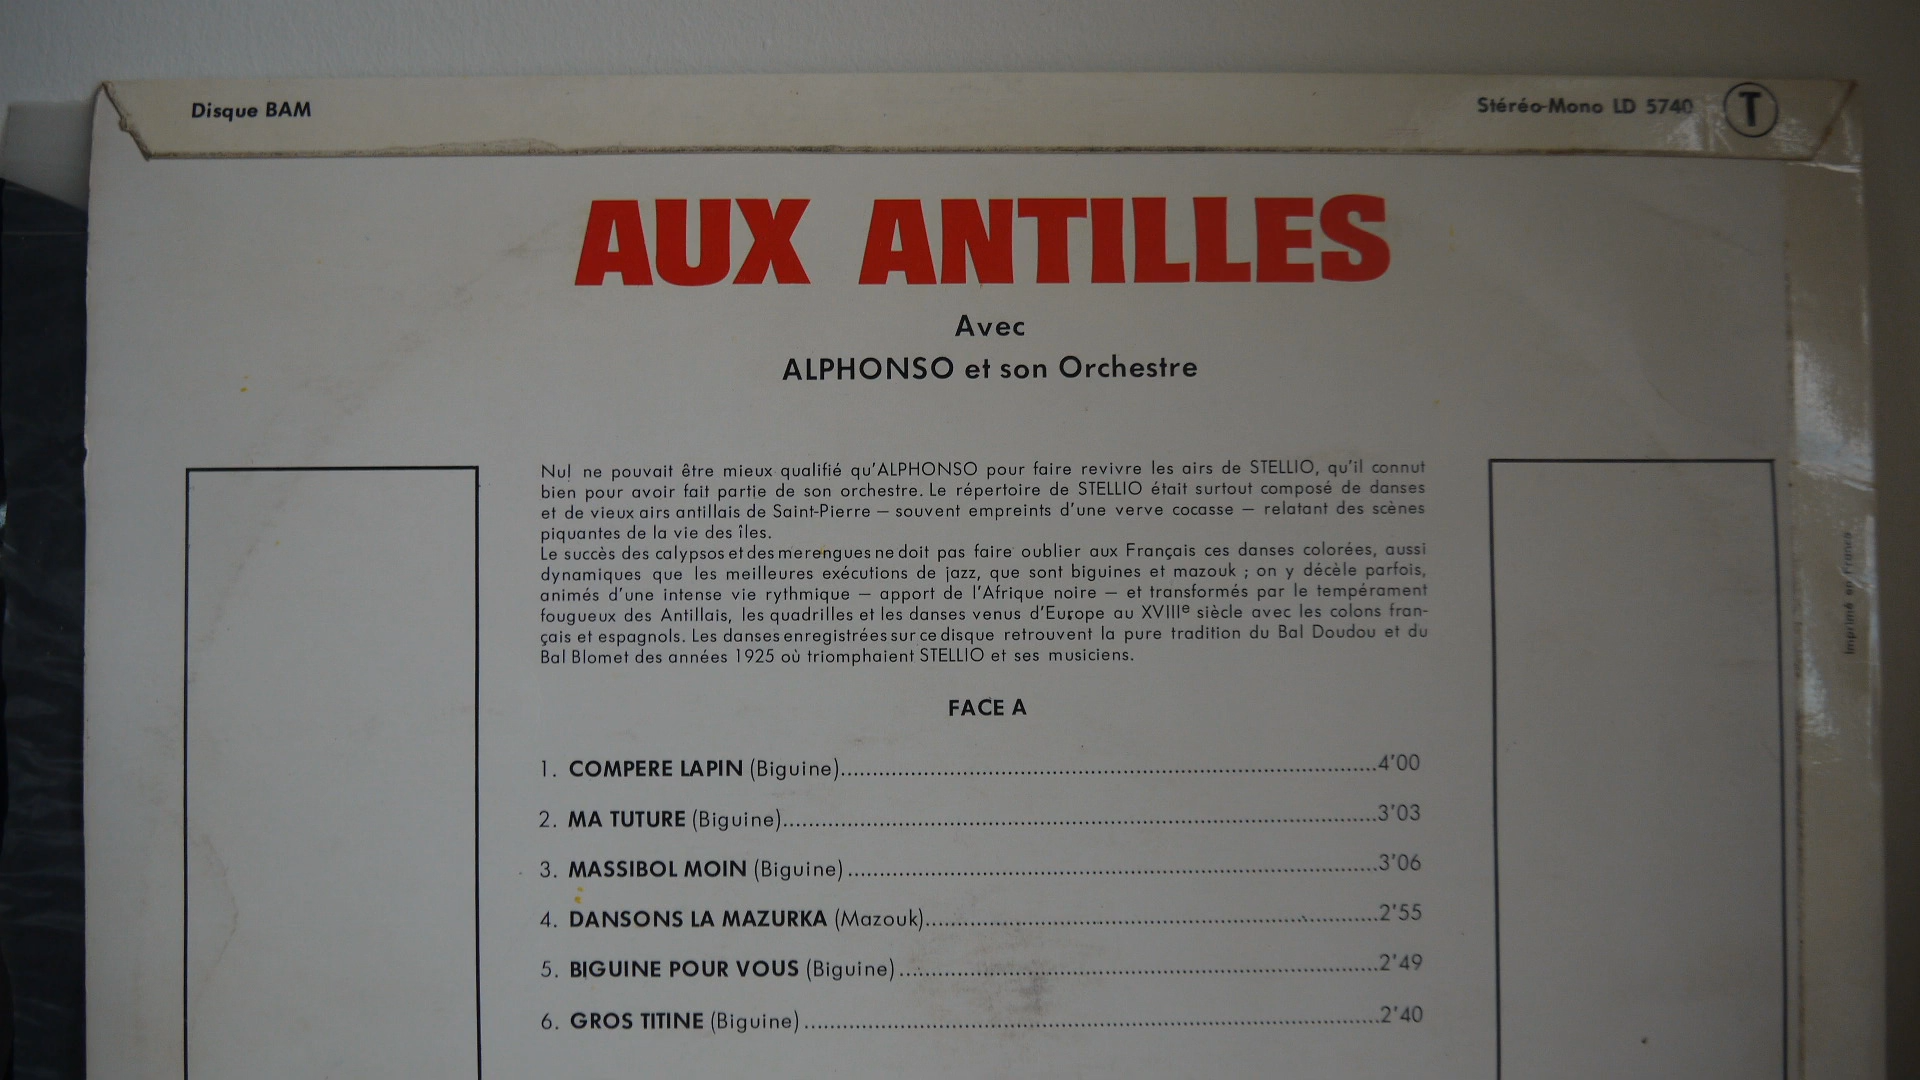 Disque BAM
Stéréo-Mono LD 5740 T
AUX ANTILLES
Avec
ALPHONSO et son Orchestre
Nul ne pouvait être mieux qualifié qu'ALPHONSO pour faire revivre les airs de STELLIO, qu'il connut
bien pour avoir fait partie de son orchestre. Le répertoire de STELLIO était surtout composé de danses
et de vieux airs antillais de Saint-Pierre — souvent empreints d'une verve cocasse — relatant des scènes
piquantes de la vie des îles.
Le succès des calypsos et des merengues ne doit pas faire oublier aux Français ces danses colorées, aussi
dynamiques que les meilleures exécutions de jazz, que sont biguines et mazouk ; on y décèle parfois,
animés d'une intense vie rythmique — apport de l'Afrique noire — et transformés par le tempérament
fougueux des Antillais, les quadrilles et les danses venus d'Europe au XVIIIe siècle avec les colons fran-
çais et espagnols. Les danses enregistrées sur ce disque retrouvent la pure tradition du Bal Doudou et du
Bal Blomet des années 1925 où triomphaient STELLIO et ses musiciens.
FACE A
1. COMPERE LAPIN (Biguine)....4'00
2. MA TUTURE (Biguine)....3'03
3. MASSIBOL MOIN (Biguine)....3'06
4. DANSONS LA MAZURKA (Mazouk)....2'55
5. BIGUINE POUR VOUS (Biguine)....2'49
6. GROS TITINE (Biguine)....2'40
Imprimé en France